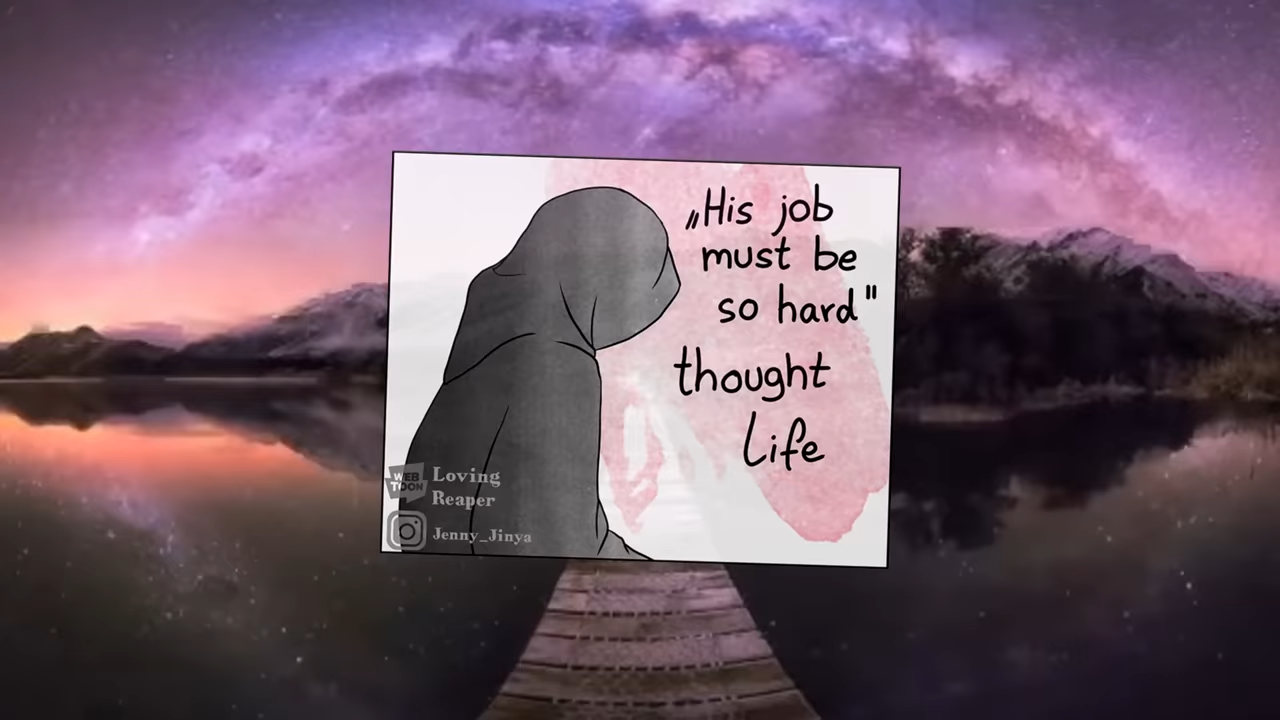 „His job
must be
so hard"
thought
Life
WEB
TOON
Loving
Reaper
Jenny_Jinya